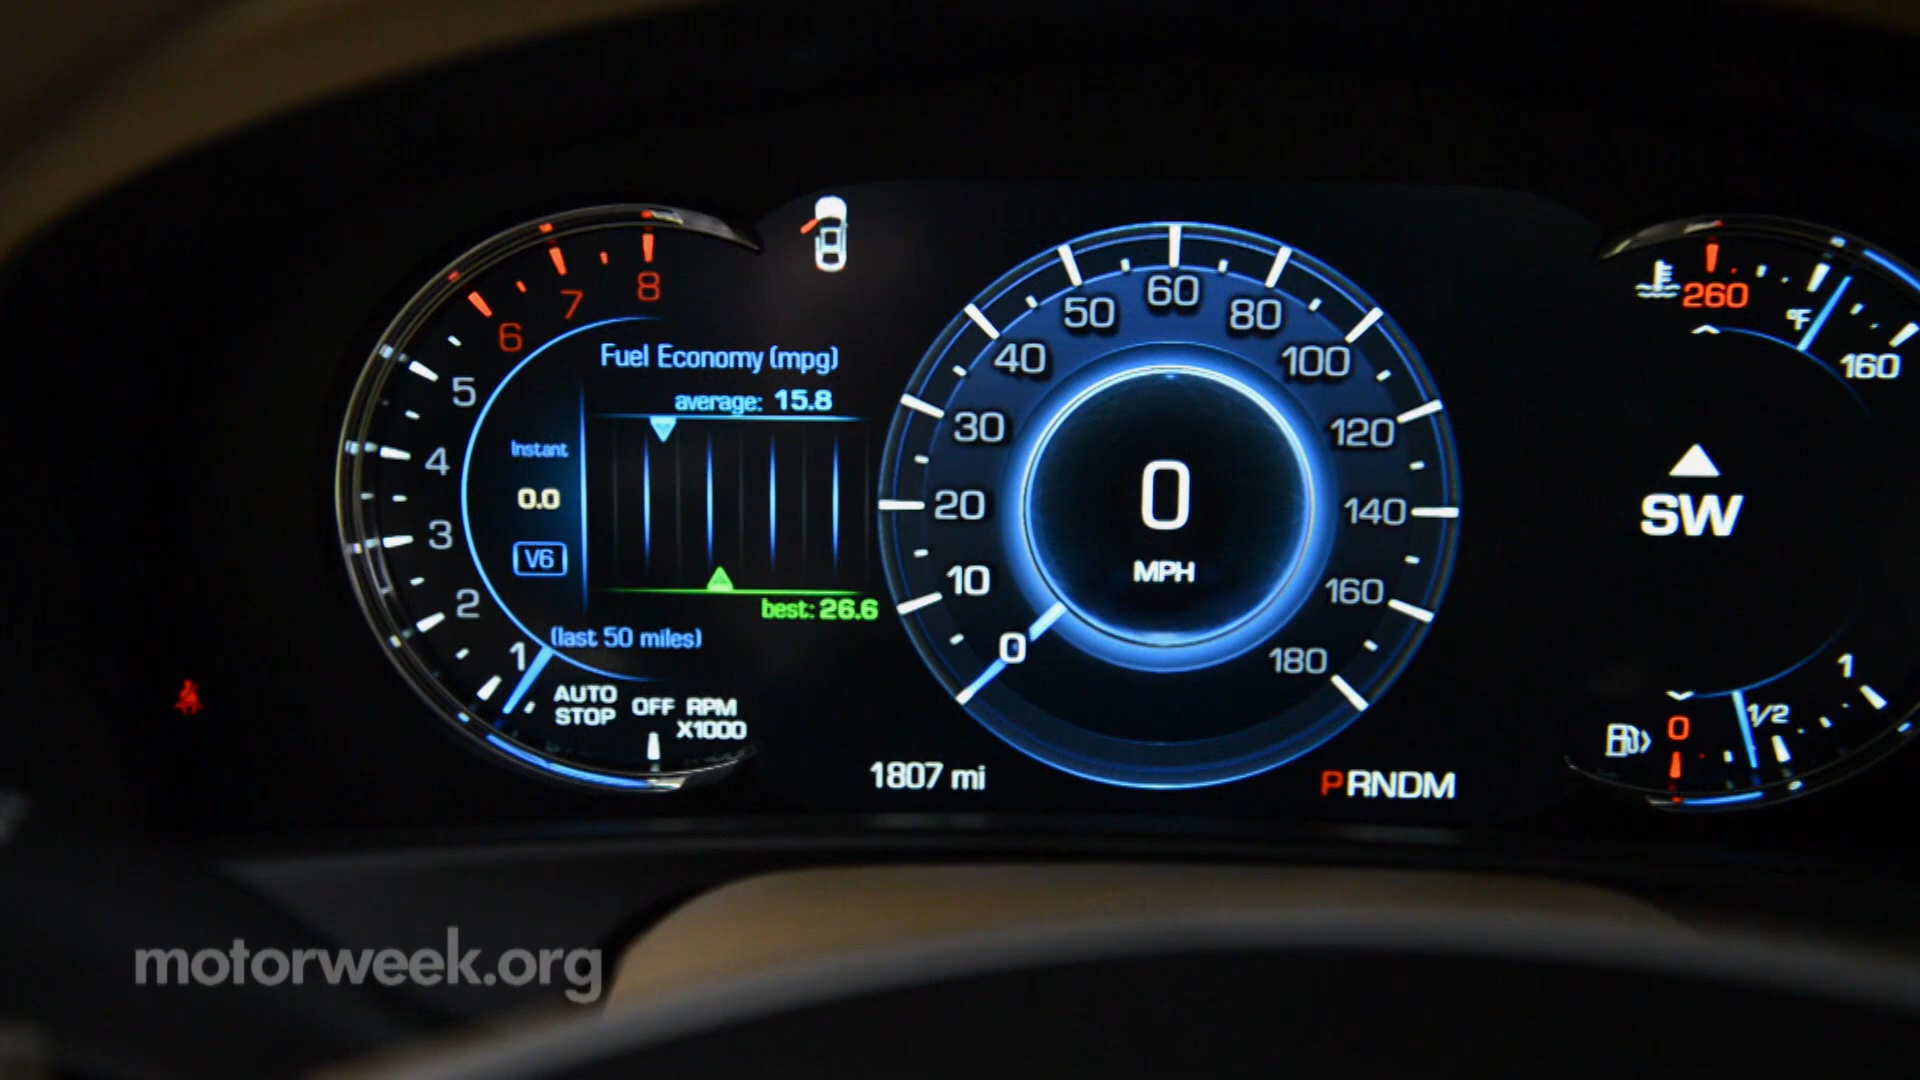 8
7
6
5
4
3
2
1
Fuel Economy (mpg)
average: 15.8
Instant
0.0
V6
best: 26.6
(last 50 miles)
AUTO STOP
OFF
RPM X1000
0
10
20
30
40
50
60
80
100
120
140
160
180
0
MPH
1807 mi
PRNDM
260
°F
160
SW
0
1/2
1
motorweek.org